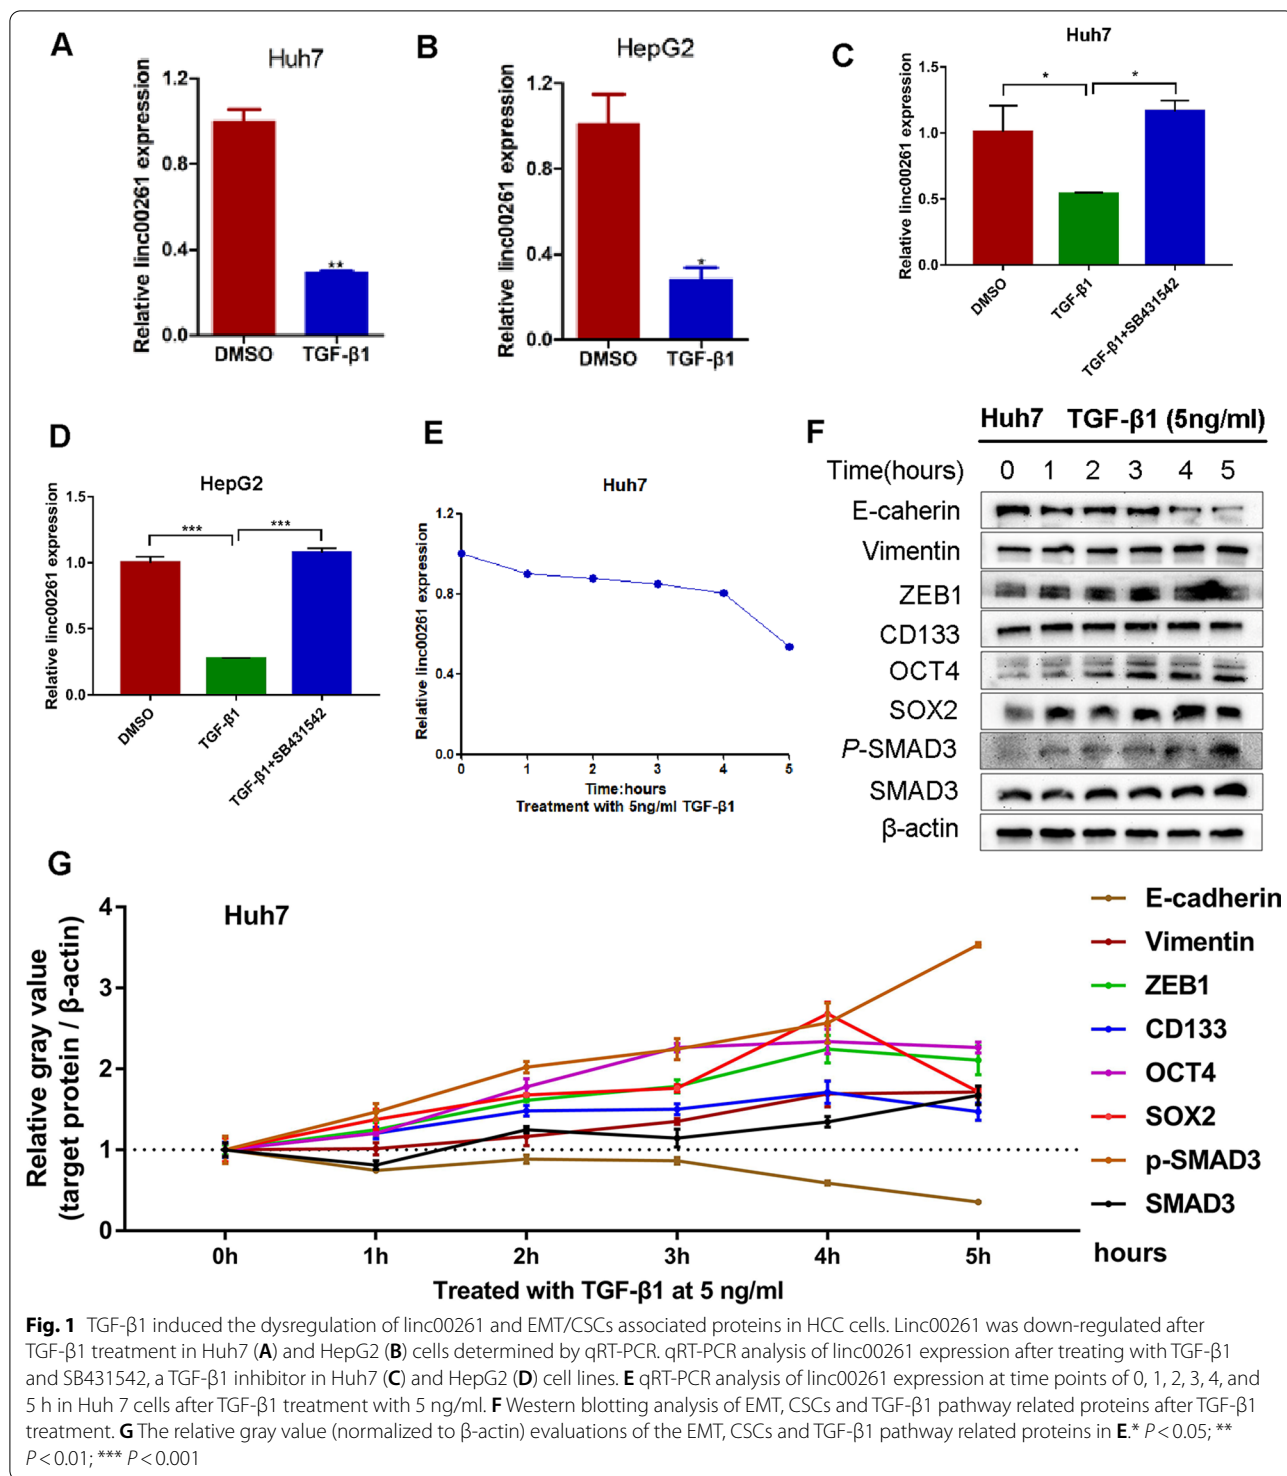 A
Huh7
Relative linc00261 expression
1.2
0.8
0.4
0.0
**
DMSO
TGF-β1
B
HepG2
Relative linc00261 expression
1.2
0.8
0.4
0.0
*
DMSO
TGF-β1
C
Huh7
Relative linc00261 expression
1.5
1.0
0.5
0.0
*
*
DMSO
TGF-β1
TGF-β1+SB431542
D
HepG2
Relative linc00261 expression
1.5
1.0
0.5
0.0
***
***
DMSO
TGF-β1
TGF-β1+SB431542
E
Huh7
Relative linc00261 expression
1.2
0.8
0.4
0.0
0 1 2 3 4 5
Time:hours
Treatment with 5ng/ml TGF-β1
F
Huh7 TGF-β1 (5ng/ml)
Time(hours) 0 1 2 3 4 5
E-caherin
Vimentin
ZEB1
CD133
OCT4
SOX2
P-SMAD3
SMAD3
β-actin
G
Huh7
Relative gray value
(target protein / β-actin)
4
3
2
1
0
0h 1h 2h 3h 4h 5h hours
Treated with TGF-β1 at 5 ng/ml
E-cadherin
Vimentin
ZEB1
CD133
OCT4
SOX2
p-SMAD3
SMAD3
Fig. 1 TGF-β1 induced the dysregulation of linc00261 and EMT/CSCs associated proteins in HCC cells. Linc00261 was down-regulated after
TGF-β1 treatment in Huh7 (A) and HepG2 (B) cells determined by qRT-PCR. qRT-PCR analysis of linc00261 expression after treating with TGF-β1
and SB431542, a TGF-β1 inhibitor in Huh7 (C) and HepG2 (D) cell lines. E qRT-PCR analysis of linc00261 expression at time points of 0, 1, 2, 3, 4, and
5 h in Huh 7 cells after TGF-β1 treatment with 5 ng/ml. F Western blotting analysis of EMT, CSCs and TGF-β1 pathway related proteins after TGF-β1
treatment. G The relative gray value (normalized to β-actin) evaluations of the EMT, CSCs and TGF-β1 pathway related proteins in E.* P < 0.05; **
P < 0.01; *** P < 0.001